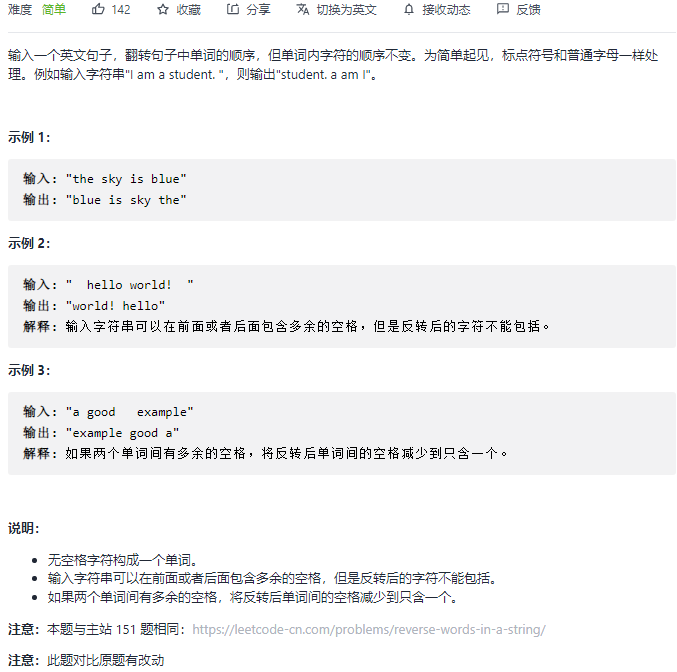 难度 简单 142 收藏 分享 切换为英文 接收动态 反馈
输入一个英文句子，翻转句子中单词的顺序，但单词内字符的顺序不变。为简单起见，标点符号和普通字母一样处
理。例如输入字符串"I am a student. "，则输出"student. a am I"。
示例 1：
输入: "the sky is blue"
输出: "blue is sky the"
示例 2：
输入: "  hello world!  "
输出: "world! hello"
解释: 输入字符串可以在前面或者后面包含多余的空格，但是反转后的字符不能包括。
示例 3：
输入: "a good   example"
输出: "example good a"
解释: 如果两个单词间有多余的空格，将反转后单词间的空格减少到只含一个。
说明：
• 无空格字符构成一个单词。
• 输入字符串可以在前面或者后面包含多余的空格，但是反转后的字符不能包括。
• 如果两个单词间有多余的空格，将反转后单词间的空格减少到只含一个。
注意：本题与主站 151 题相同：https://leetcode-cn.com/problems/reverse-words-in-a-string/
注意：此题对比原题有改动